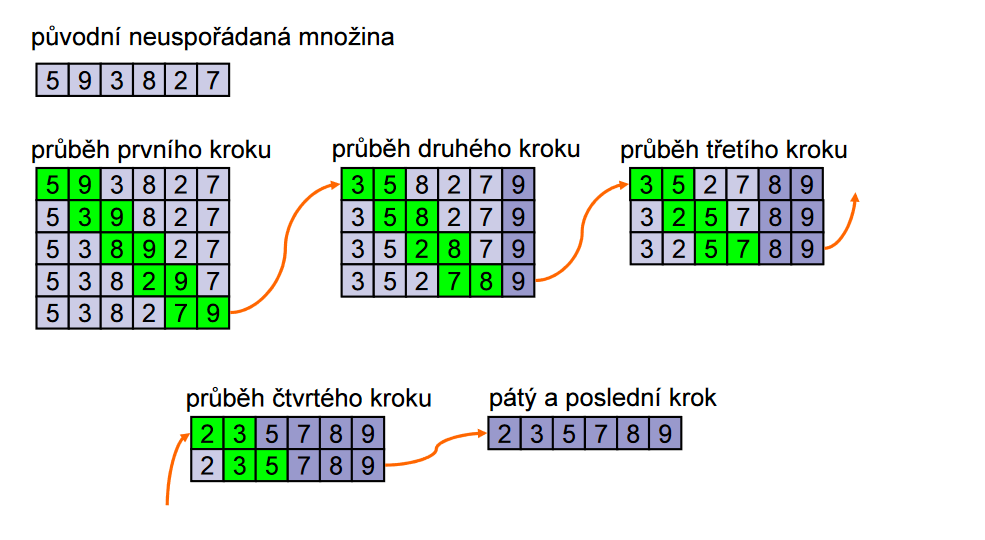 původní neuspořádaná množina
5 9 3 8 2 7
průběh prvního kroku
5 9 3 8 2 7
5 3 9 8 2 7
5 3 8 9 2 7
5 3 8 2 9 7
5 3 8 2 7 9
průběh druhého kroku
3 5 8 2 7 9
3 5 8 2 7 9
3 5 2 8 7 9
3 5 2 7 8 9
průběh třetího kroku
3 5 2 7 8 9
3 2 5 7 8 9
3 2 5 7 8 9
průběh čtvrtého kroku
2 3 5 7 8 9
2 3 5 7 8 9
pátý a poslední krok
2 3 5 7 8 9